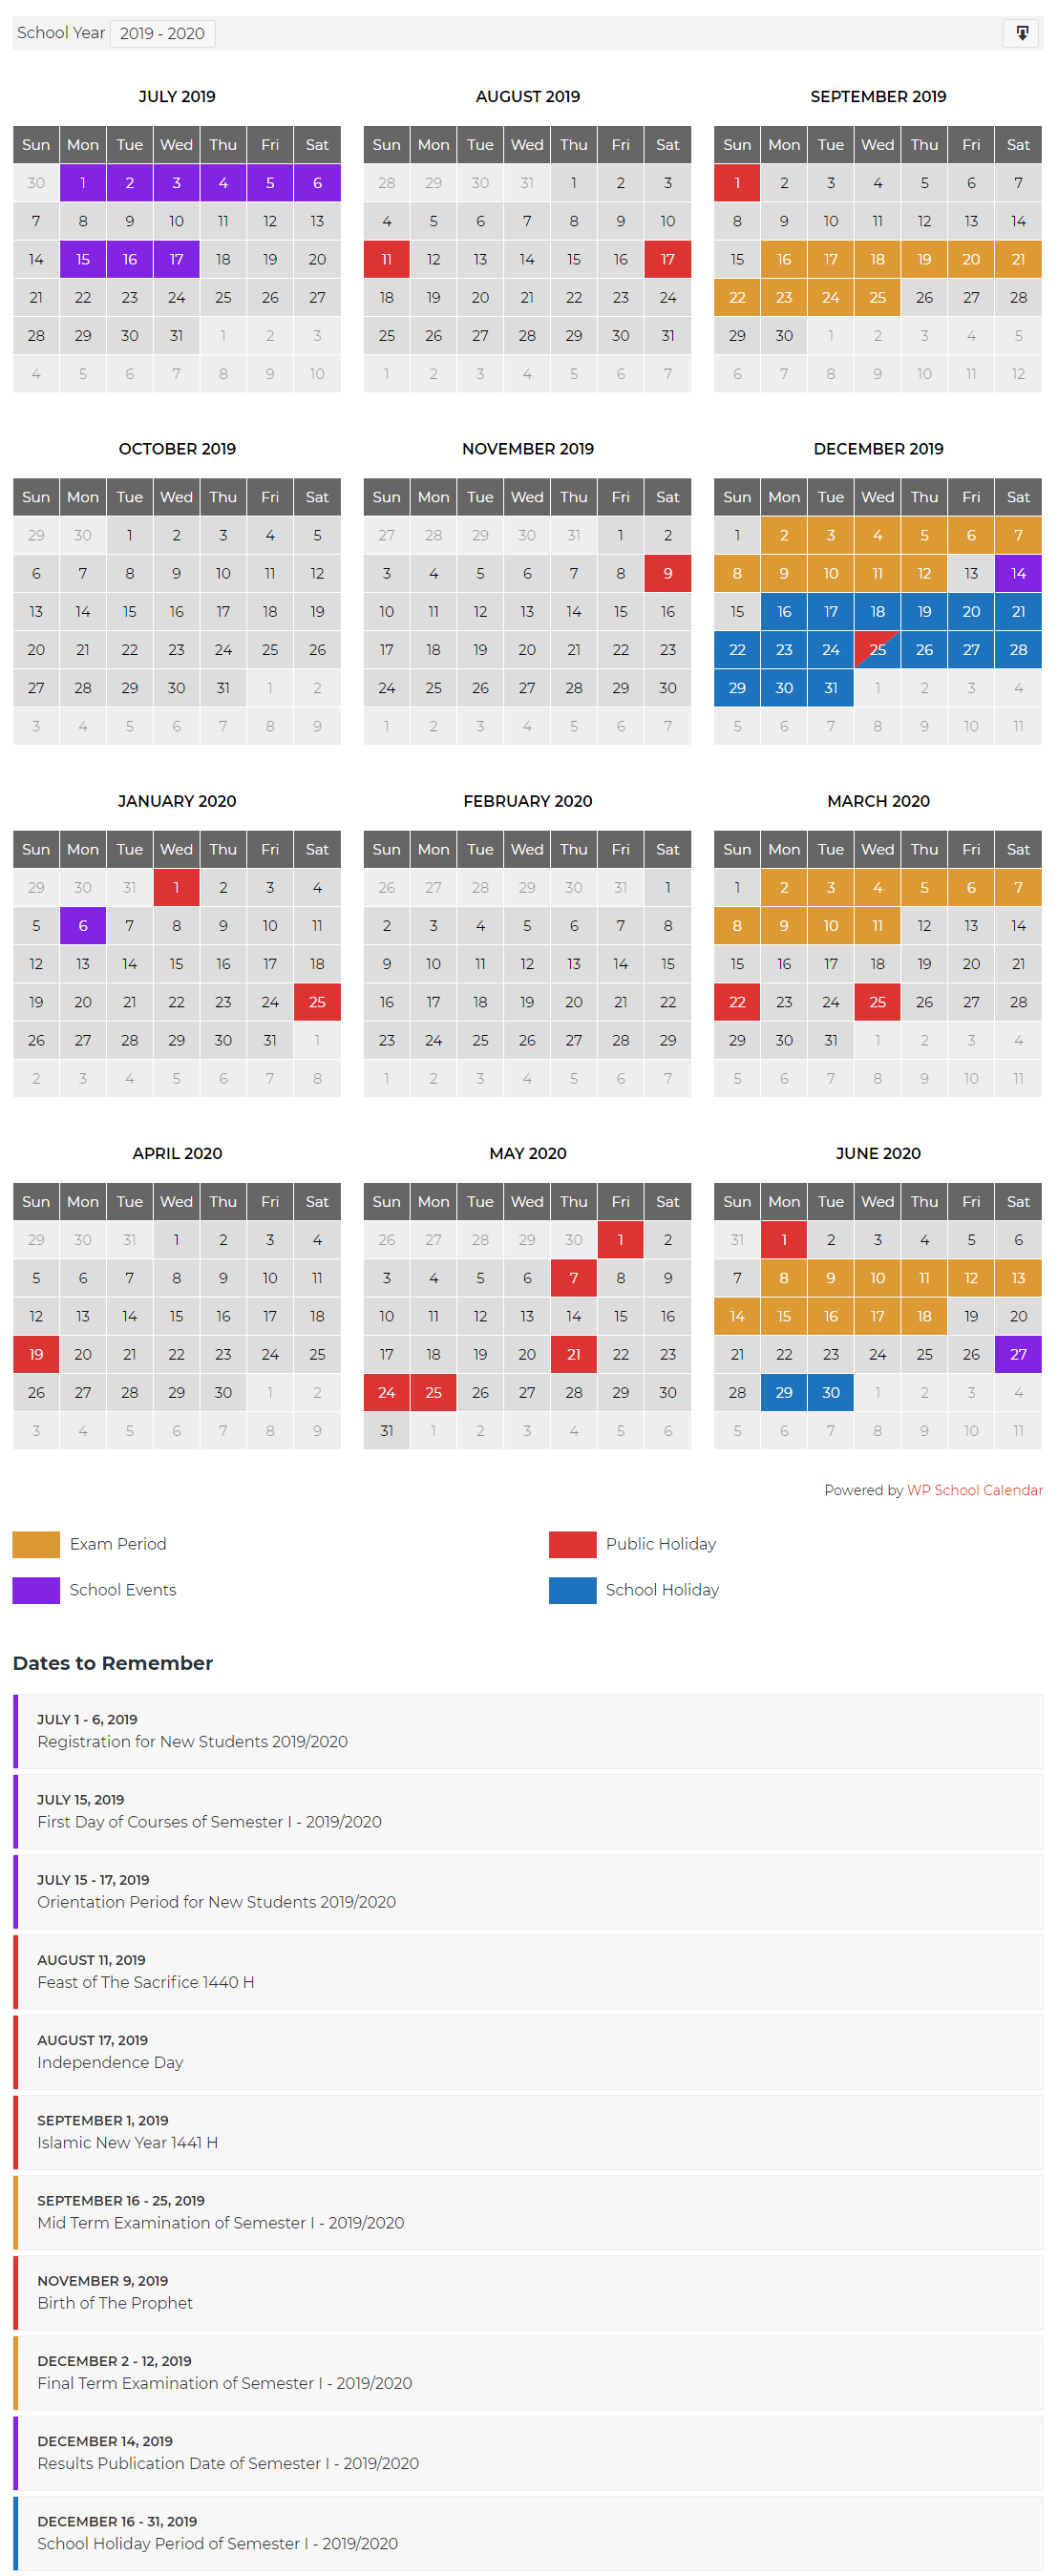 School Year 2019 - 2020
JULY 2019
Sun Mon Tue Wed Thu Fri Sat
30 1 2 3 4 5 6
7 8 9 10 11 12 13
14 15 16 17 18 19 20
21 22 23 24 25 26 27
28 29 30 31 1 2 3
4 5 6 7 8 9 10
AUGUST 2019
Sun Mon Tue Wed Thu Fri Sat
28 29 30 31 1 2 3
4 5 6 7 8 9 10
11 12 13 14 15 16 17
18 19 20 21 22 23 24
25 26 27 28 29 30 31
1 2 3 4 5 6 7
SEPTEMBER 2019
Sun Mon Tue Wed Thu Fri Sat
1 2 3 4 5 6 7
8 9 10 11 12 13 14
15 16 17 18 19 20 21
22 23 24 25 26 27 28
29 30 1 2 3 4 5
6 7 8 9 10 11 12
OCTOBER 2019
Sun Mon Tue Wed Thu Fri Sat
29 30 1 2 3 4 5
6 7 8 9 10 11 12
13 14 15 16 17 18 19
20 21 22 23 24 25 26
27 28 29 30 31 1 2
3 4 5 6 7 8 9
NOVEMBER 2019
Sun Mon Tue Wed Thu Fri Sat
27 28 29 30 31 1 2
3 4 5 6 7 8 9
10 11 12 13 14 15 16
17 18 19 20 21 22 23
24 25 26 27 28 29 30
1 2 3 4 5 6 7
DECEMBER 2019
Sun Mon Tue Wed Thu Fri Sat
1 2 3 4 5 6 7
8 9 10 11 12 13 14
15 16 17 18 19 20 21
22 23 24 25 26 27 28
29 30 31 1 2 3 4
5 6 7 8 9 10 11
JANUARY 2020
Sun Mon Tue Wed Thu Fri Sat
29 30 31 1 2 3 4
5 6 7 8 9 10 11
12 13 14 15 16 17 18
19 20 21 22 23 24 25
26 27 28 29 30 31 1
2 3 4 5 6 7 8
FEBRUARY 2020
Sun Mon Tue Wed Thu Fri Sat
26 27 28 29 30 31 1
2 3 4 5 6 7 8
9 10 11 12 13 14 15
16 17 18 19 20 21 22
23 24 25 26 27 28 29
1 2 3 4 5 6 7
MARCH 2020
Sun Mon Tue Wed Thu Fri Sat
1 2 3 4 5 6 7
8 9 10 11 12 13 14
15 16 17 18 19 20 21
22 23 24 25 26 27 28
29 30 31 1 2 3 4
5 6 7 8 9 10 11
APRIL 2020
Sun Mon Tue Wed Thu Fri Sat
29 30 31 1 2 3 4
5 6 7 8 9 10 11
12 13 14 15 16 17 18
19 20 21 22 23 24 25
26 27 28 29 30 1 2
3 4 5 6 7 8 9
MAY 2020
Sun Mon Tue Wed Thu Fri Sat
26 27 28 29 30 1 2
3 4 5 6 7 8 9
10 11 12 13 14 15 16
17 18 19 20 21 22 23
24 25 26 27 28 29 30
31 1 2 3 4 5 6
JUNE 2020
Sun Mon Tue Wed Thu Fri Sat
31 1 2 3 4 5 6
7 8 9 10 11 12 13
14 15 16 17 18 19 20
21 22 23 24 25 26 27
28 29 30 1 2 3 4
5 6 7 8 9 10 11
Powered by WP School Calendar
Exam Period
Public Holiday
School Events
School Holiday
Dates to Remember
JULY 1 - 6, 2019
Registration for New Students 2019/2020
JULY 15, 2019
First Day of Courses of Semester I - 2019/2020
JULY 15 - 17, 2019
Orientation Period for New Students 2019/2020
AUGUST 11, 2019
Feast of The Sacrifice 1440 H
AUGUST 17, 2019
Independence Day
SEPTEMBER 1, 2019
Islamic New Year 1441 H
SEPTEMBER 16 - 25, 2019
Mid Term Examination of Semester I - 2019/2020
NOVEMBER 9, 2019
Birth of The Prophet
DECEMBER 2 - 12, 2019
Final Term Examination of Semester I - 2019/2020
DECEMBER 14, 2019
Results Publication Date of Semester I - 2019/2020
DECEMBER 16 - 31, 2019
School Holiday Period of Semester I - 2019/2020